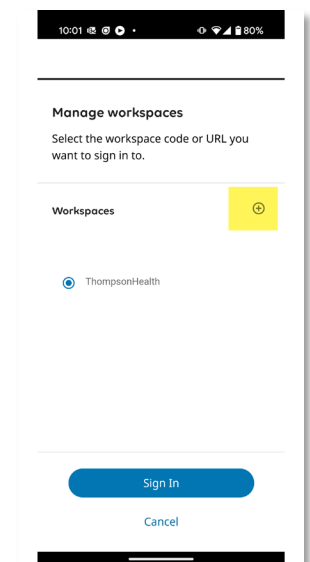 10:01 80%
Manage workspaces
Select the workspace code or URL you
want to sign in to.
Workspaces
ThompsonHealth
Sign In
Cancel